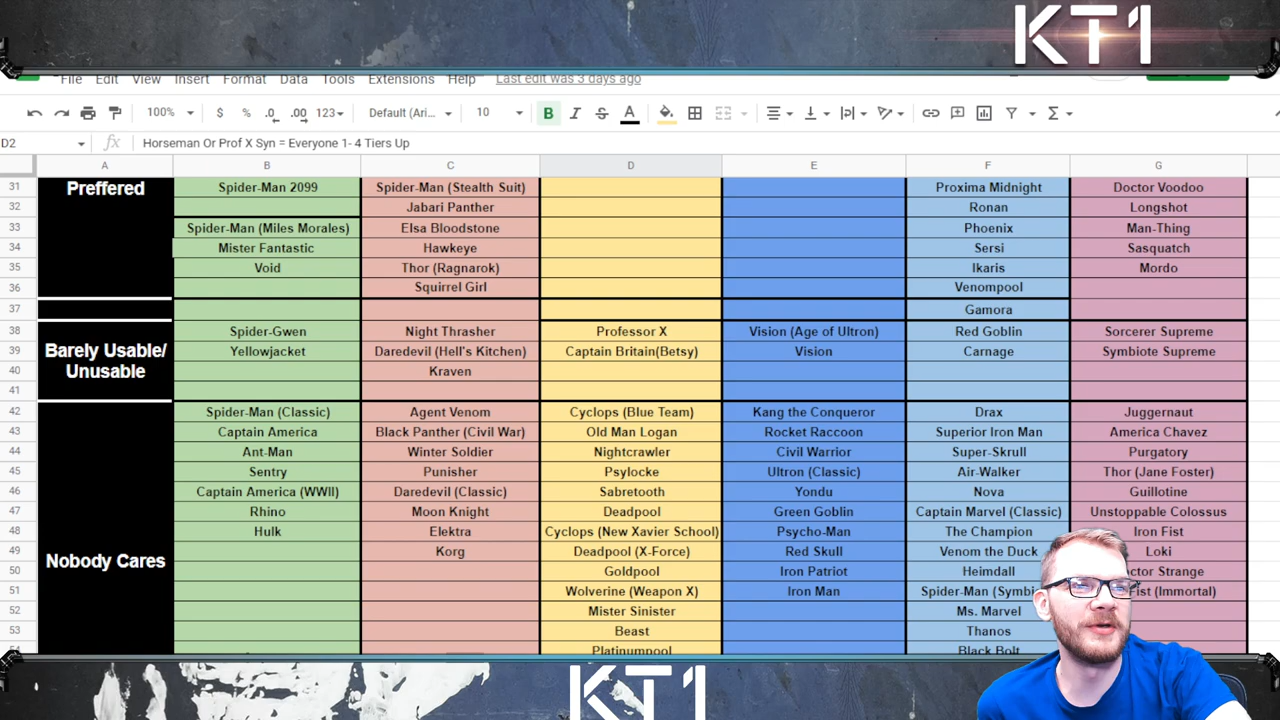 KT1
File Edit View Insert Format Data Tools Extensions Help Last edit was 3 days ago
100% $ % .0 .00 123 Default (Ari... 10 B I S A
D2 fx Horseman Or Prof X Syn = Everyone 1- 4 Tiers Up
A B C D E F G
31 Preffered Spider-Man 2099 Spider-Man (Stealth Suit) Proxima Midnight Doctor Voodoo
32 Jabari Panther Ronan Longshot
33 Spider-Man (Miles Morales) Elsa Bloodstone Phoenix Man-Thing
34 Mister Fantastic Hawkeye Sersi Sasquatch
35 Void Thor (Ragnarok) Ikaris Mordo
36 Squirrel Girl Venompool
37 Gamora
38 Spider-Gwen Night Thrasher Professor X Vision (Age of Ultron) Red Goblin Sorcerer Supreme
39 Barely Usable/ Yellowjacket Daredevil (Hell's Kitchen) Captain Britain(Betsy) Vision Carnage Symbiote Supreme
40 Unusable Kraven
41
42 Spider-Man (Classic) Agent Venom Cyclops (Blue Team) Kang the Conqueror Drax Juggernaut
43 Captain America Black Panther (Civil War) Old Man Logan Rocket Raccoon Superior Iron Man America Chavez
44 Ant-Man Winter Soldier Nightcrawler Civil Warrior Super-Skrull Purgatory
45 Sentry Punisher Psylocke Ultron (Classic) Air-Walker Thor (Jane Foster)
46 Captain America (WWII) Daredevil (Classic) Sabretooth Yondu Nova Guillotine
47 Rhino Moon Knight Deadpool Green Goblin Captain Marvel (Classic) Unstoppable Colossus
48 Hulk Elektra Cyclops (New Xavier School) Psycho-Man The Champion Iron Fist
49 Nobody Cares Korg Deadpool (X-Force) Red Skull Venom the Duck Loki
50 Goldpool Iron Patriot Heimdall ctor Strange
51 Wolverine (Weapon X) Iron Man Spider-Man (Symbi Fist (Immortal)
52 Mister Sinister Ms. Marvel
53 Beast Thanos
54 Platinumpool Black Bolt
KT1